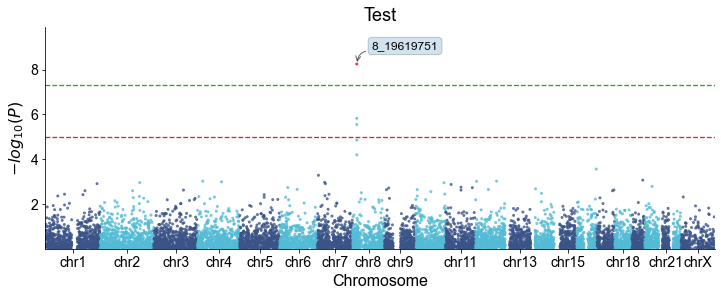 Test
8_19619751
8
6
4
2
−log₁₀(P)
chr1 chr2 chr3 chr4 chr5 chr6 chr7 chr8 chr9 chr11 chr13 chr15 chr18 chr21 chrX
Chromosome